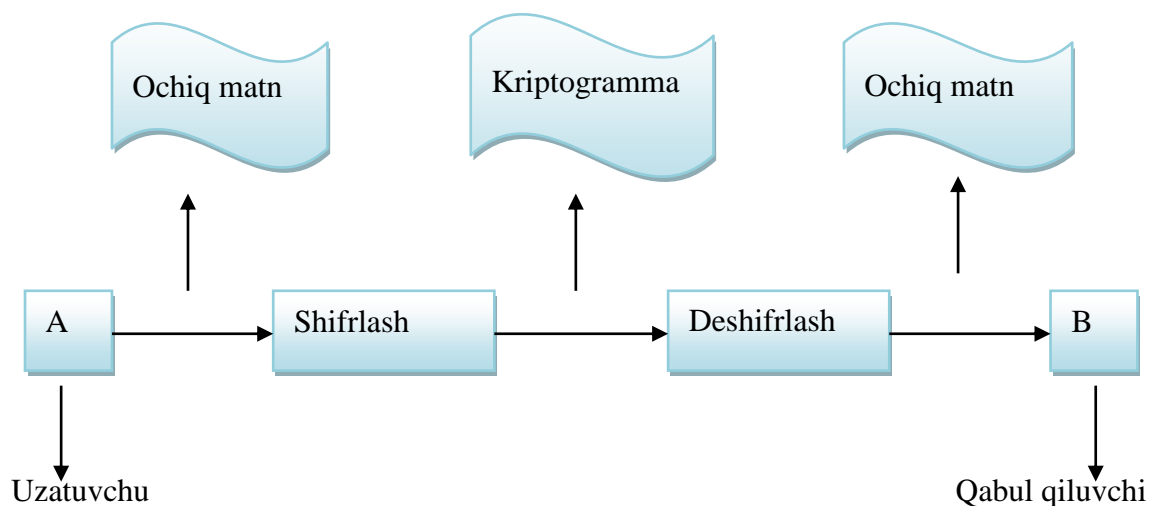 Ochiq matn
Kriptogramma
Ochiq matn
A
Shifrlash
Deshifrlash
B
Uzatuvchu
Qabul qiluvchi